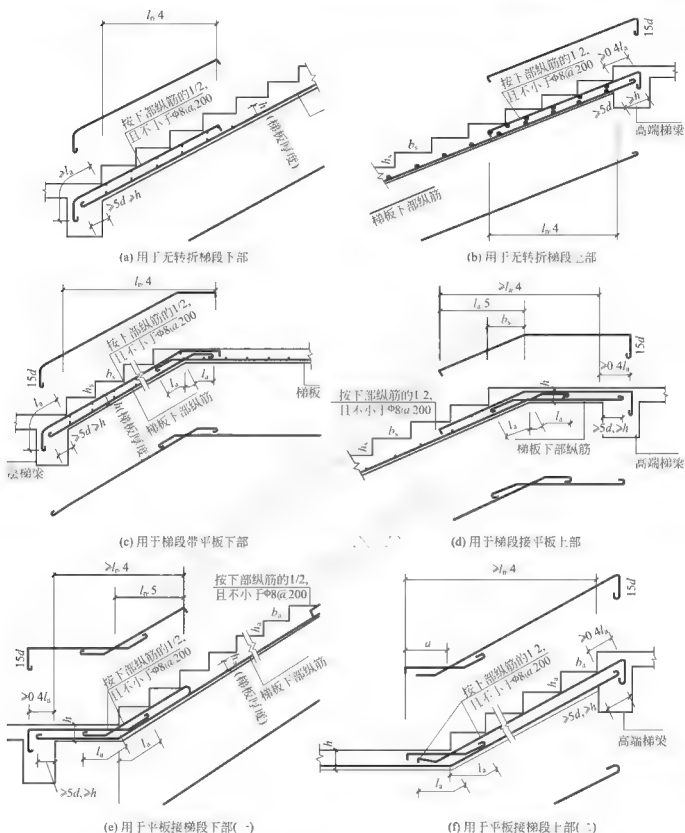 lₙ 4
按下部纵筋的1/2,
且不小于Φ8@200
h (梯板厚度)
≥lₐ
≥5d ≥h
(a) 用于无转折梯段下部
15d
≥0 4lₐ
按下部纵筋的1 2,
且不小于Φ8@200
≥5d ≥h
高端梯梁
bₛ
hₛ
梯板下部纵筋
lₙ 4
(b) 用于无转折梯段上部
lₙ 4
按下部纵筋的1/2,
且不小于Φ8@200
15d
bₛ
hₛ
lₐ
lₐ lₐ
梯板
梯板下部纵筋
(梯板厚度)
≥5d ≥h
层梯梁
(c) 用于梯段带平板下部
≥lₙ 4
lₙ 5
bₛ
15d
≥0 4lₐ
按下部纵筋的1 2,
且不小于Φ8@200
h
bₛ
hₛ
lₐ lₐ
≥5d,≥h
梯板下部纵筋
高端梯梁
(d) 用于梯段接平板上部
≥lₙ 4
lₙ 5
按下部纵筋的1/2,
且不小于Φ8@200
bₛ
hₛ
15d
按下部纵筋的1/2,
且不小于Φ8@200
≥0 4lₐ
h
h (梯板厚度)
梯板下部纵筋
lₐ lₐ
≥5d,≥h
(e) 用于平板接梯段下部(一)
≥lₙ 4
15d
a
≥0 4lₐ
bₛ
hₛ
按下部纵筋的1 2,
且不小于Φ8@200
≥5d,≥h
高端梯梁
h
lₐ
lₐ
(f) 用于平板接梯段上部(二)